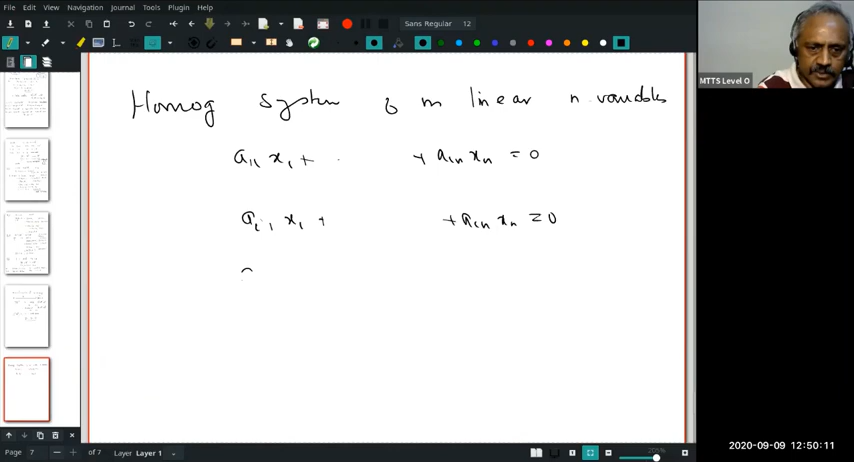 File Edit View Navigation Journal Tools Plugin Help
Sans Regular 12
Homog system of m linear n variables
a11 x1 + . + a1n xn = 0
ai1 x1 + + ain xn = 0
a
MTTS Level O
2020-09-09 12:50:11
Page 7 of 7 Layer Layer 1 205%